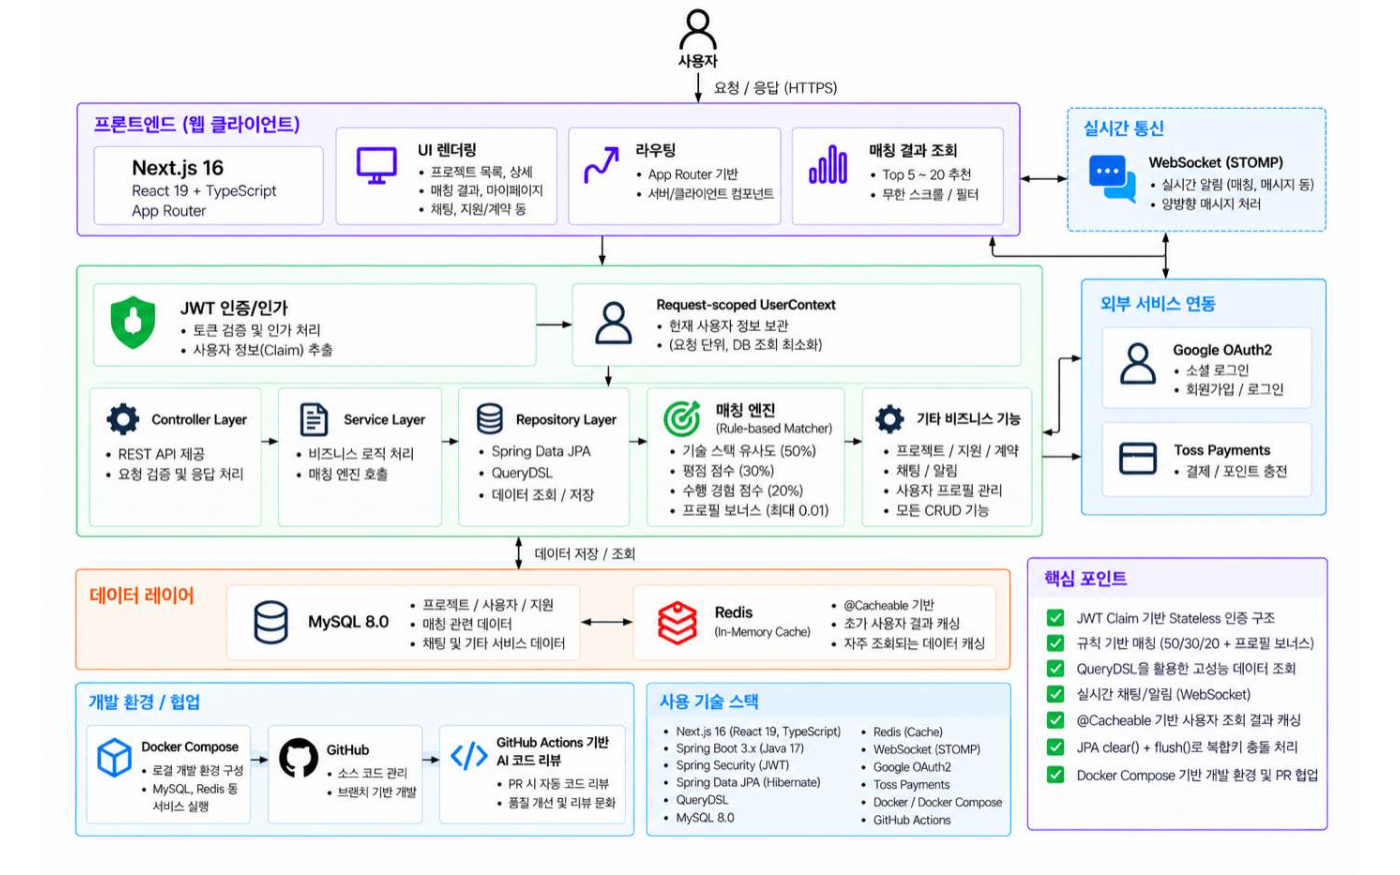 사용자
요청 / 응답 (HTTPS)
프론트엔드 (웹 클라이언트)
Next.js 16
React 19 + TypeScript
App Router
UI 렌더링
• 프로젝트 목록, 상세
• 매칭 결과, 마이페이지
• 채팅, 지원/계약 등
라우팅
• App Router 기반
• 서버/클라이언트 컴포넌트
매칭 결과 조회
• Top 5 ~ 20 추천
• 무한 스크롤 / 필터
실시간 통신
WebSocket (STOMP)
• 실시간 알림 (매칭, 메시지 등)
• 양방향 메시지 처리
JWT 인증/인가
• 토큰 검증 및 인가 처리
• 사용자 정보(Claim) 추출
Request-scoped UserContext
• 현재 사용자 정보 보관
• (요청 단위, DB 조회 최소화)
Controller Layer
• REST API 제공
• 요청 검증 및 응답 처리
Service Layer
• 비즈니스 로직 처리
• 매칭 엔진 호출
Repository Layer
• Spring Data JPA
• QueryDSL
• 데이터 조회 / 저장
매칭 엔진
(Rule-based Matcher)
• 기술 스택 유사도 (50%)
• 평점 점수 (30%)
• 수행 경험 점수 (20%)
• 프로필 보너스 (최대 0.01)
기타 비즈니스 기능
• 프로젝트 / 지원 / 계약
• 채팅 / 알림
• 사용자 프로필 관리
• 모든 CRUD 기능
외부 서비스 연동
Google OAuth2
• 소셜 로그인
• 회원가입 / 로그인
Toss Payments
• 결제 / 포인트 충전
데이터 저장 / 조회
데이터 레이어
MySQL 8.0
• 프로젝트 / 사용자 / 지원
• 매칭 관련 데이터
• 채팅 및 기타 서비스 데이터
Redis
(In-Memory Cache)
• @Cacheable 기반
• 초가 사용자 결과 캐싱
• 자주 조회되는 데이터 캐싱
핵심 포인트
JWT Claim 기반 Stateless 인증 구조
규칙 기반 매칭 (50/30/20 + 프로필 보너스)
QueryDSL을 활용한 고성능 데이터 조회
실시간 채팅/알림 (WebSocket)
@Cacheable 기반 사용자 조회 결과 캐싱
JPA clear() + flush()로 복합키 충돌 처리
Docker Compose 기반 개발 환경 및 PR 협업
개발 환경 / 협업
Docker Compose
• 로컬 개발 환경 구성
• MySQL, Redis 등
서비스 실행
GitHub
• 소스 코드 관리
• 브랜치 기반 개발
GitHub Actions 기반
AI 코드 리뷰
• PR 시 자동 코드 리뷰
• 품질 개선 및 리뷰 문화
사용 기술 스택
• Next.js 16 (React 19, TypeScript)
• Spring Boot 3.x (Java 17)
• Spring Security (JWT)
• Spring Data JPA (Hibernate)
• QueryDSL
• MySQL 8.0
• Redis (Cache)
• WebSocket (STOMP)
• Google OAuth2
• Toss Payments
• Docker / Docker Compose
• GitHub Actions